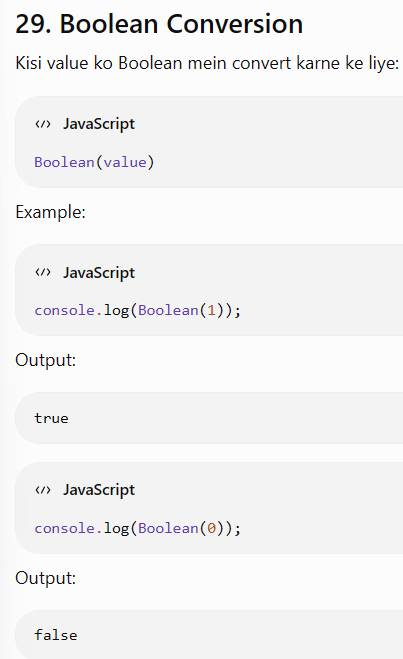 29. Boolean Conversion
Kisi value ko Boolean mein convert karne ke liye:
</> JavaScript
Boolean(value)
Example:
</> JavaScript
console.log(Boolean(1));
Output:
true
</> JavaScript
console.log(Boolean(0));
Output:
false